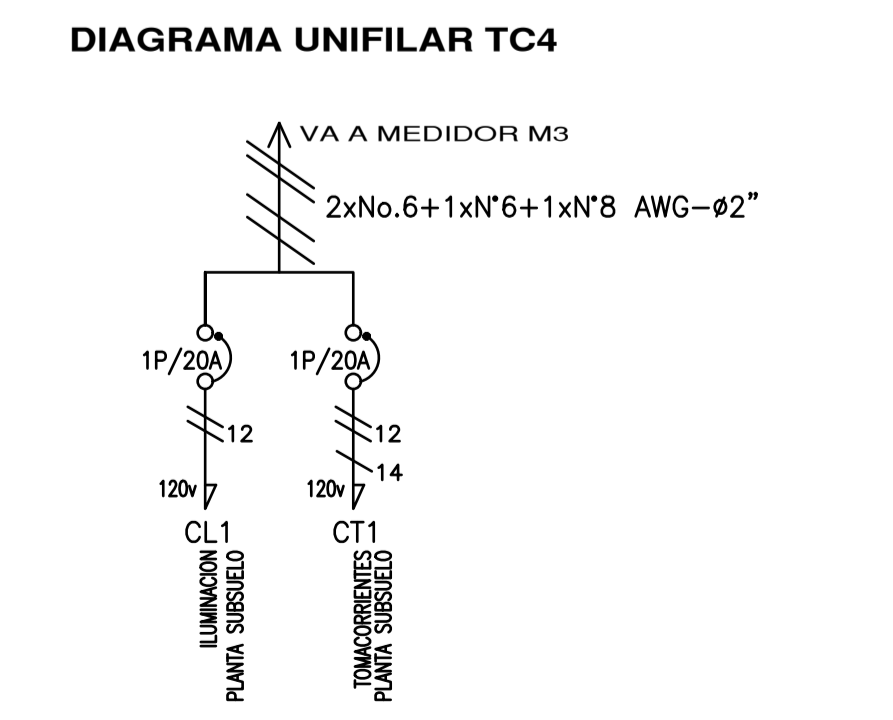 DIAGRAMA UNIFILAR TC4
VA A MEDIDOR M3
2xNo.6+1xN°6+1xN°8 AWG-ø2”
1P/20A
1P/20A
12
12
14
120v
120v
CL1
CT1
ILUMINACION
PLANTA SUBSUELO
TOMACORRIENTES
PLANTA SUBSUELO